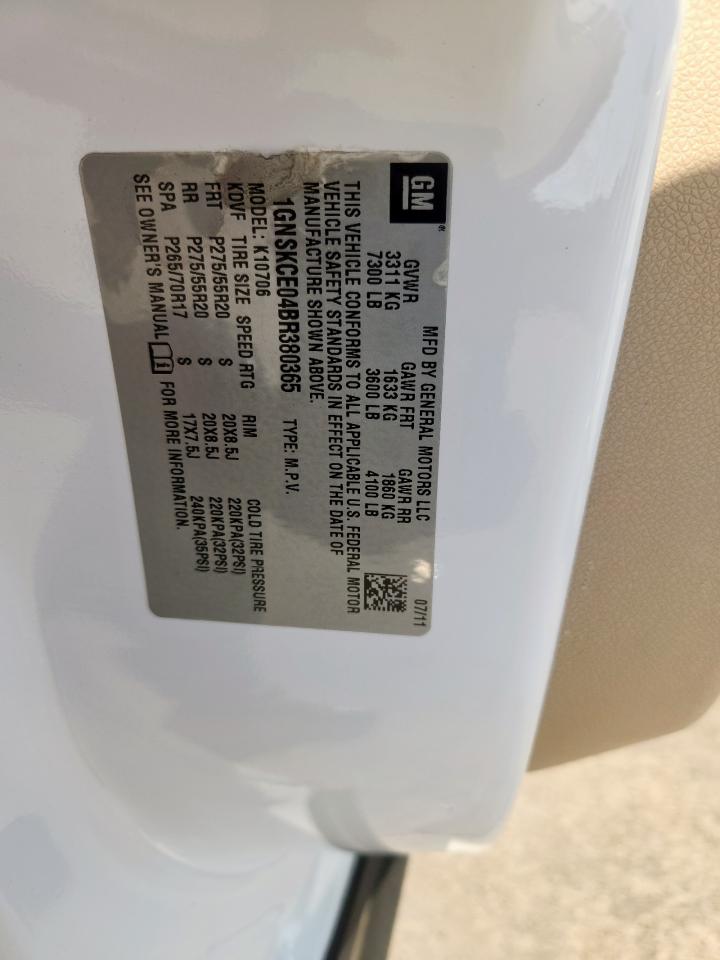 GM
MFD BY GENERAL MOTORS LLC 07/11
GVWR GAWR FRT GAWR RR
3311 KG 1633 KG 1860 KG
7300 LB 3600 LB 4100 LB
THIS VEHICLE CONFORMS TO ALL APPLICABLE U.S. FEDERAL MOTOR
VEHICLE SAFETY STANDARDS IN EFFECT ON THE DATE OF
MANUFACTURE SHOWN ABOVE.
1GNSKCE04BR380365 TYPE: M.P.V.
MODEL: K10706
KDVF TIRE SIZE SPEED RTG RIM COLD TIRE PRESSURE
FRT P275/55R20 S 20X8.5J 220KPA(32PSI)
RR P275/55R20 S 20X8.5J 220KPA(32PSI)
SPA P265/70R17 S 17X7.5J 240KPA(35PSI)
SEE OWNER'S MANUAL FOR MORE INFORMATION.